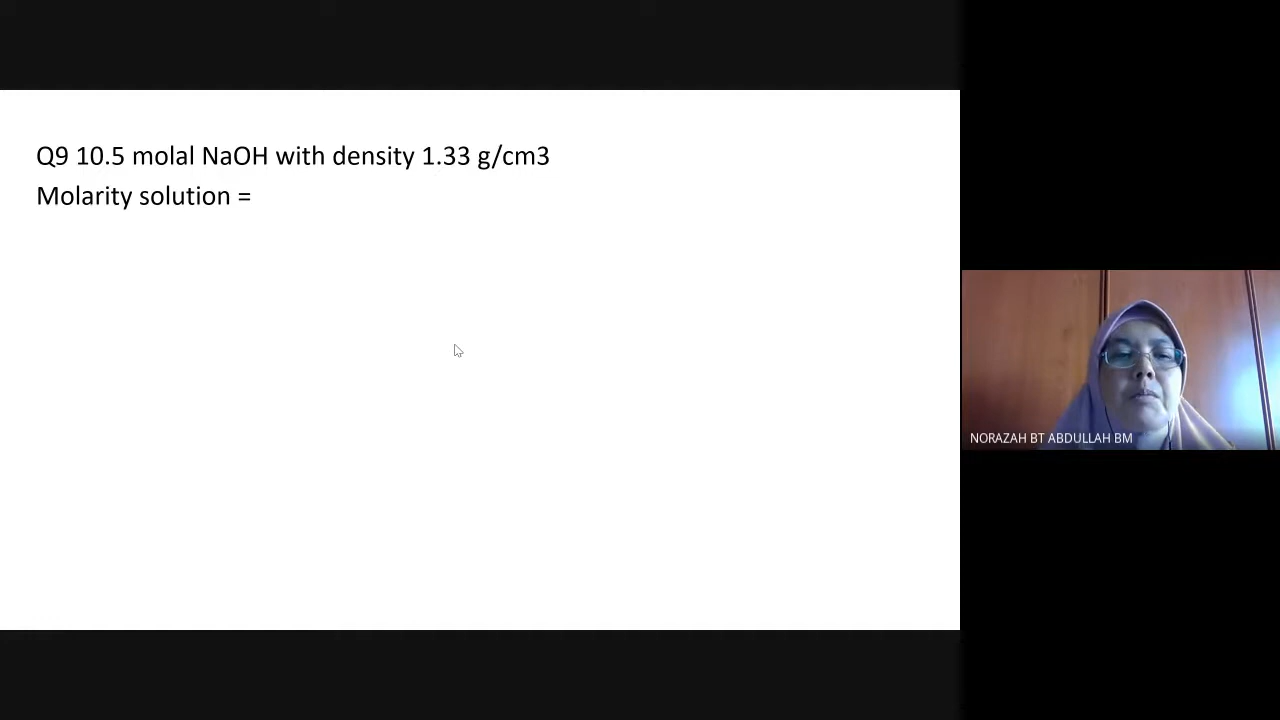 Q9 10.5 molal NaOH with density 1.33 g/cm3
Molarity solution =
NORAZAH BT ABDULLAH BM